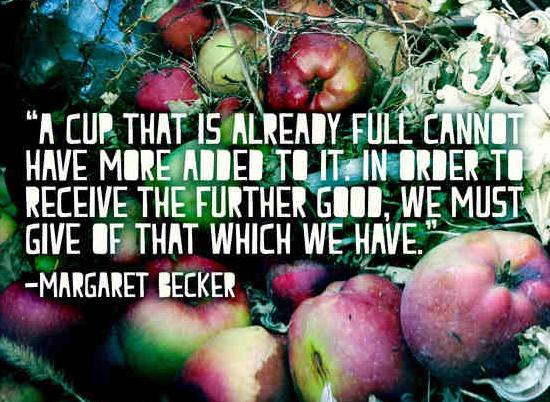 “A CUP THAT IS ALREADY FULL CANNOT
HAVE MORE ADDED TO IT. IN ORDER TO
RECEIVE THE FURTHER GOOD, WE MUST
GIVE OF THAT WHICH WE HAVE.”
-MARGARET BECKER